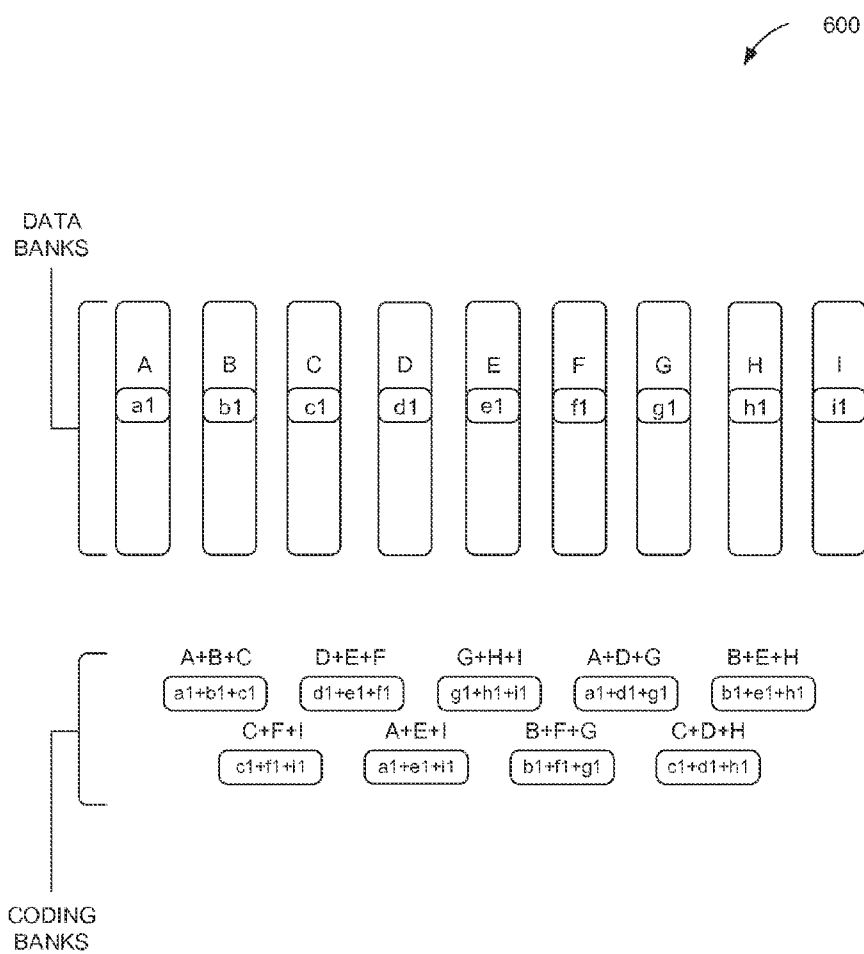 600
DATA
BANKS
A B C D E F G H I
a1 b1 c1 d1 e1 f1 g1 h1 i1
A+B+C D+E+F G+H+I A+D+G B+E+H
a1+b1+c1 d1+e1+f1 g1+h1+i1 a1+d1+g1 b1+e1+h1
C+F+I A+E+I B+F+G C+D+H
c1+f1+i1 a1+e1+i1 b1+f1+g1 c1+d1+h1
CODING
BANKS